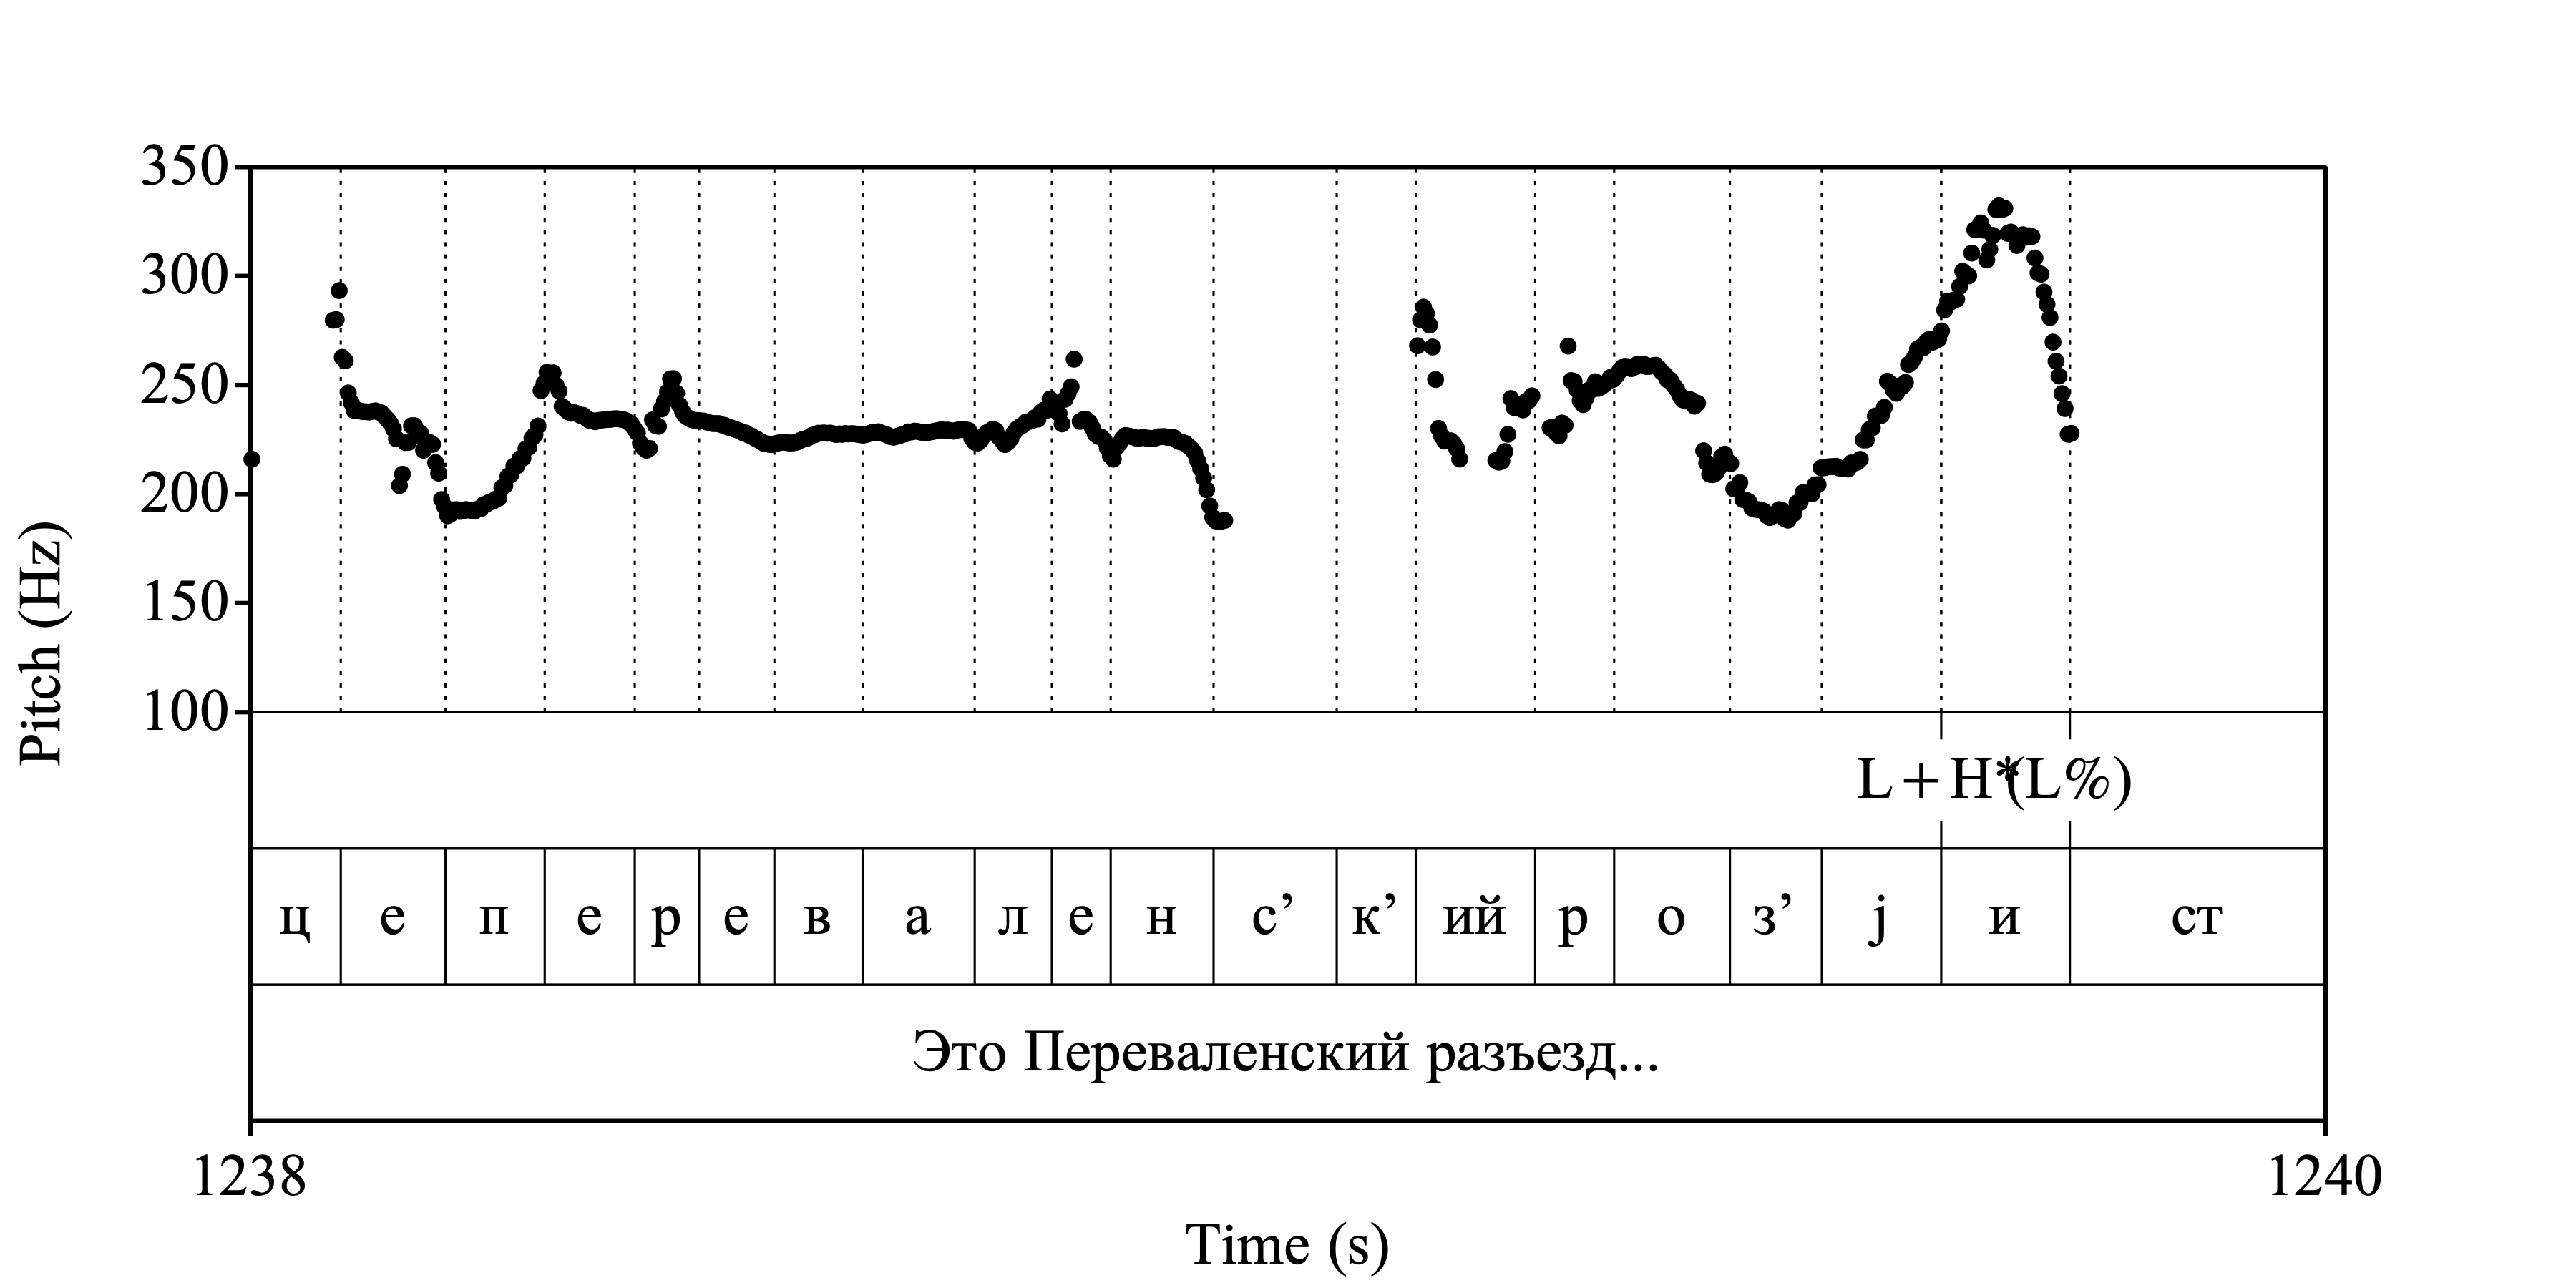 350
300
250
200
150
100
Pitch (Hz)
L+H*(L%)
ц е п е р е в а л е н с’ к’ ий р о з’ j и ст
Это Переваленский разъезд...
1238 1240
Time (s)